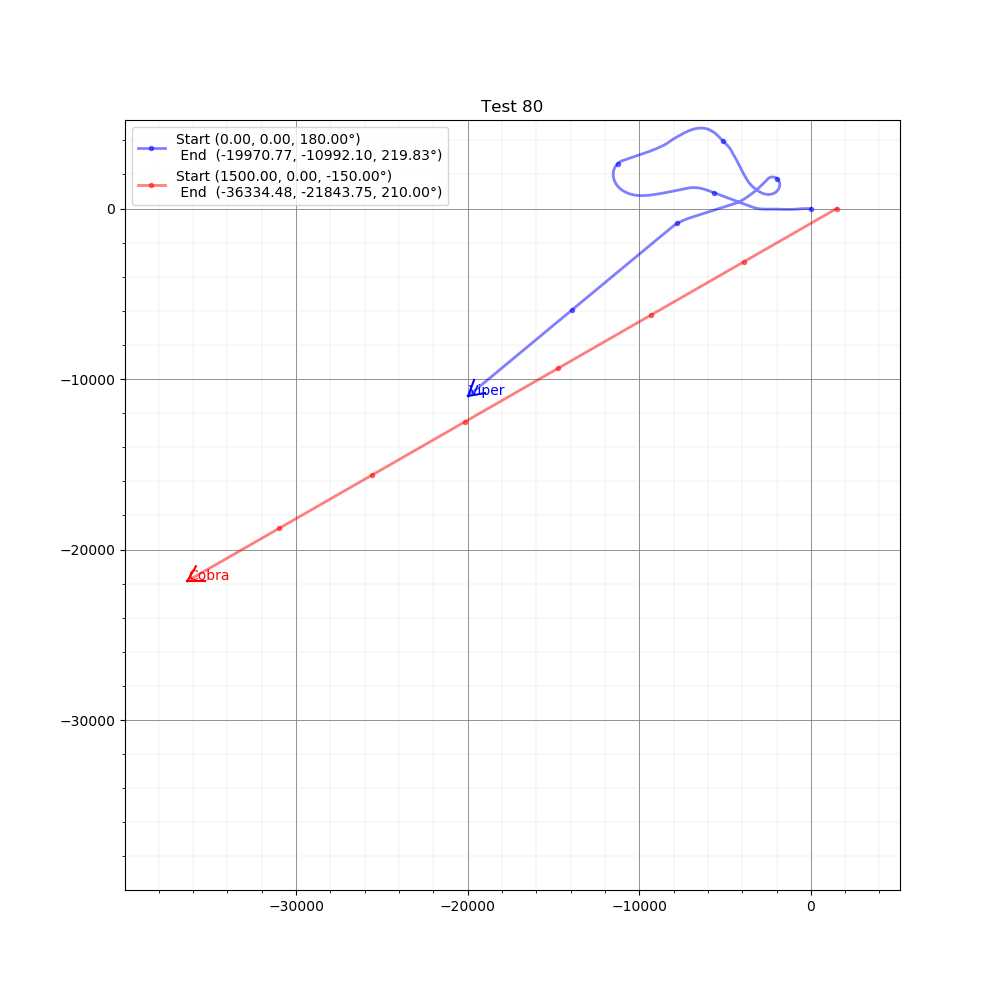 Test 80
Start (0.00, 0.00, 180.00°)
End (-19970.77, -10992.10, 219.83°)
Start (1500.00, 0.00, -150.00°)
End (-36334.48, -21843.75, 210.00°)
0
−10000
−20000
−30000
Viper
Cobra
−30000
−20000
−10000
0